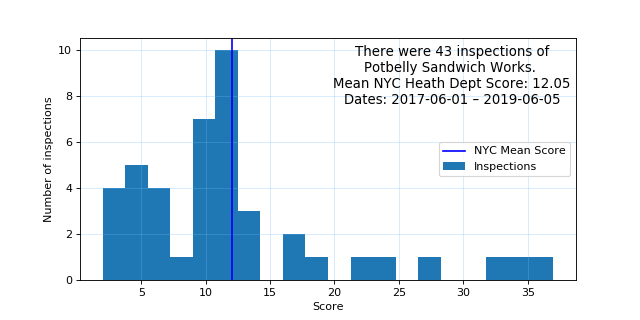 There were 43 inspections of
Potbelly Sandwich Works.
Mean NYC Heath Dept Score: 12.05
Dates: 2017-06-01 – 2019-06-05
NYC Mean Score
Inspections
Number of inspections
10
8
6
4
2
0
5 10 15 20 25 30 35
Score